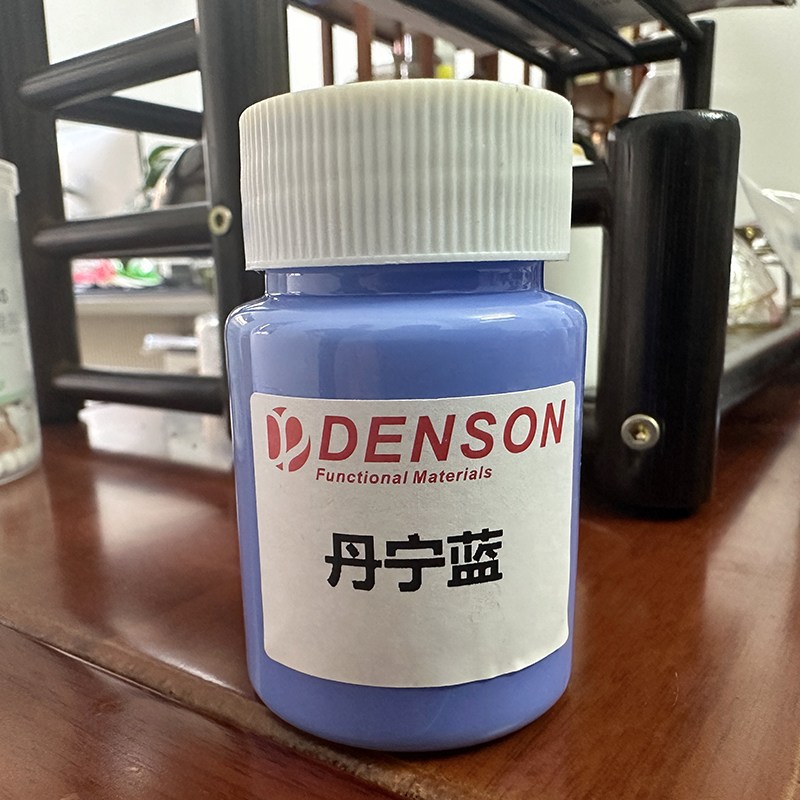 DENSON
Functional Materials
丹宁蓝